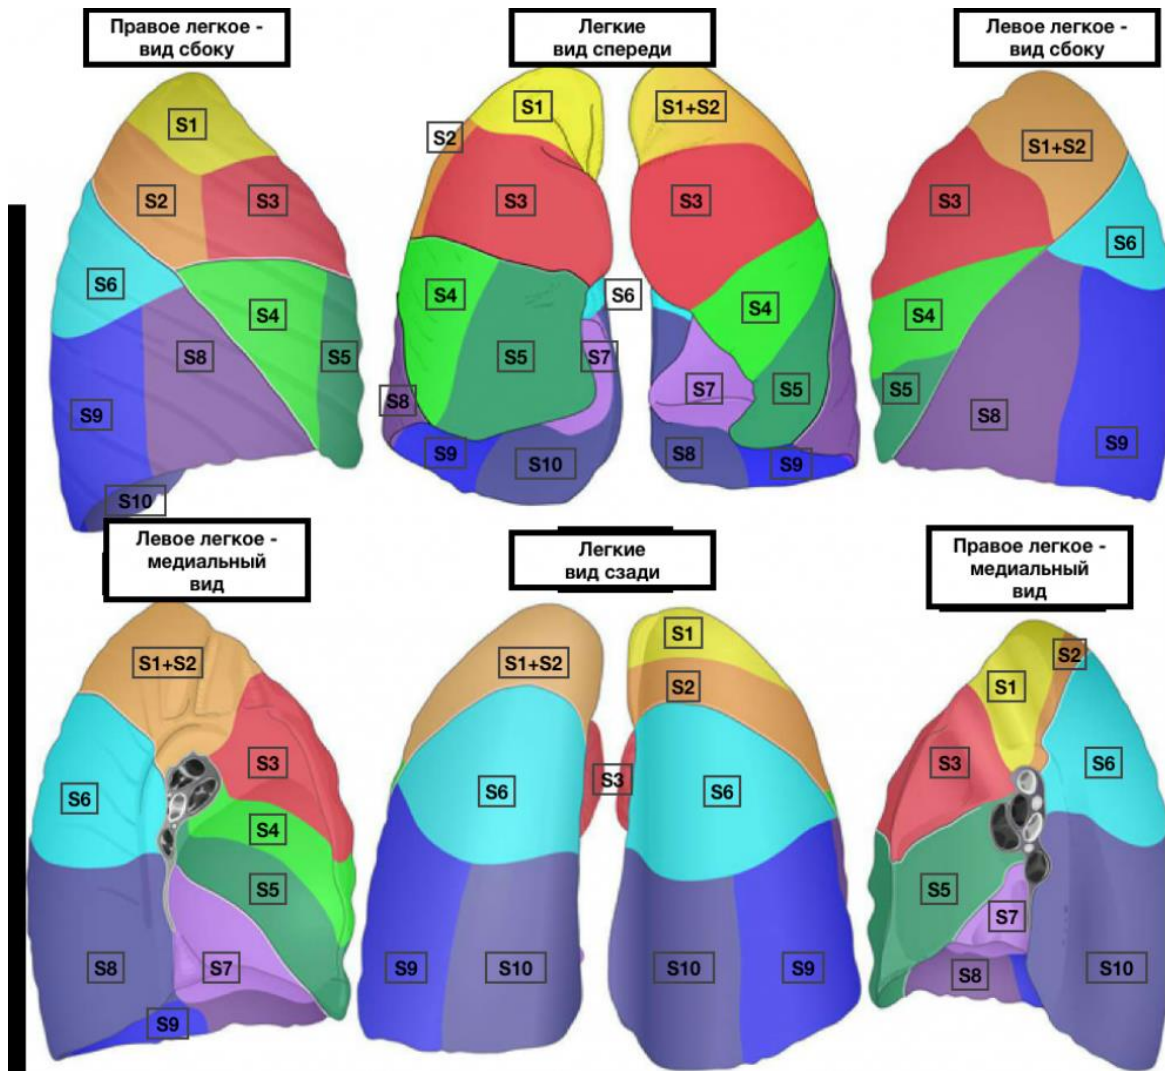 Правое легкое -
вид сбоку
Легкие
вид спереди
Левое легкое -
вид сбоку
S1
S2
S3
S6
S4
S8
S5
S9
S10
S1
S2
S3
S4
S5
S6
S7
S8
S9
S10
S1+S2
S3
S4
S7
S5
S8
S9
S1+S2
S3
S6
S4
S5
S8
S9
Левое легкое -
медиальный
вид
Легкие
вид сзади
Правое легкое -
медиальный
вид
S1+S2
S3
S6
S4
S5
S8
S7
S9
S1+S2
S6
S3
S9
S10
S1
S2
S6
S10
S9
S2
S1
S3
S6
S5
S7
S8
S10